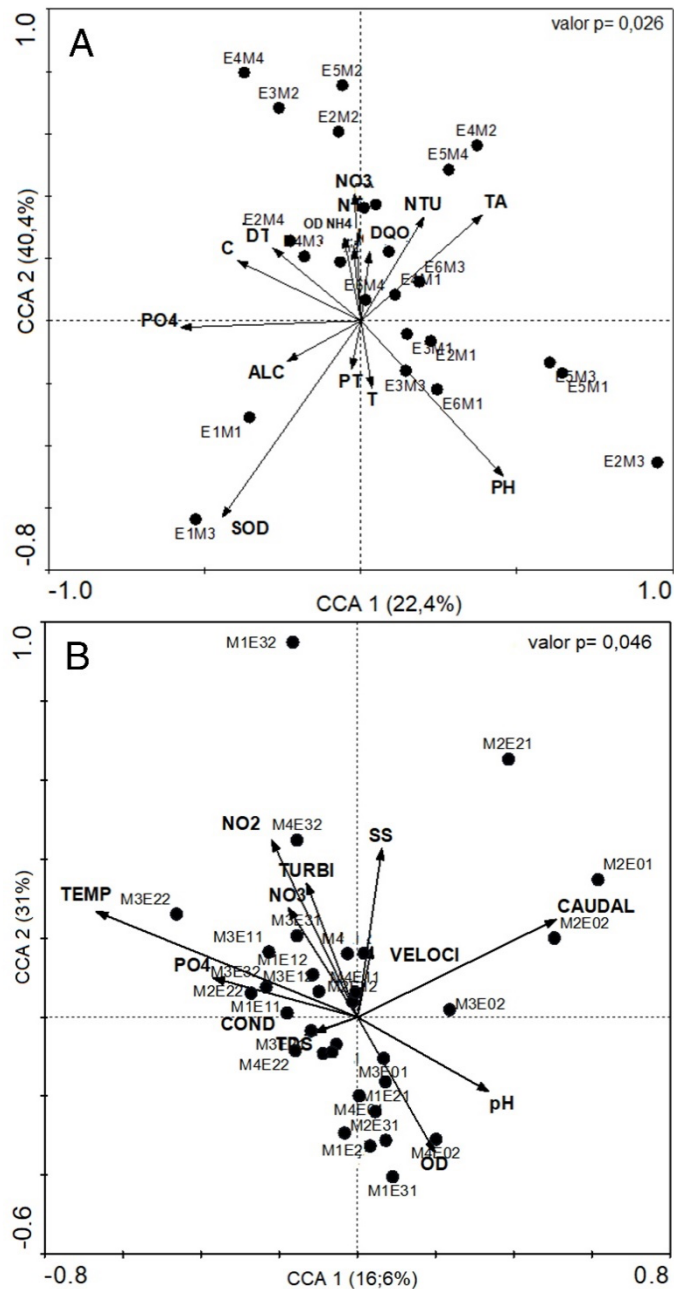 A
valor p= 0,026
1.0
E4M4
E5M2
E3M2
E2M2
E4M2
E5M4
NO3
NTU
TA
OD NH4
DQO
E2M4
DT
C
E6M3
PO4
ALC
PT
T
E3M1
E2M1
E3M3
E6M1
E5M3
E5M1
E1M1
E2M3
PH
E1M3
SOD
-0.8
-1.0
1.0
CCA 1 (22,4%)
CCA 2 (40,4%)
B
valor p= 0,046
1.0
M1E32
M2E21
NO2
M4E32
SS
TURBI
M2E01
TEMP
M3E22
NO3
CAUDAL
M3E31
M2E02
M3E11
M4
VELOCI
M1E12
PO4
M3E32
M3E12
M4E11
M2E22
M1E11
M3E02
COND
TDS
M4E22
M3E01
pH
M1E21
M2E31
M4E02
OD
M1E31
-0.6
-0.8
0.8
CCA 1 (16;6%)
CCA 2 (31%)